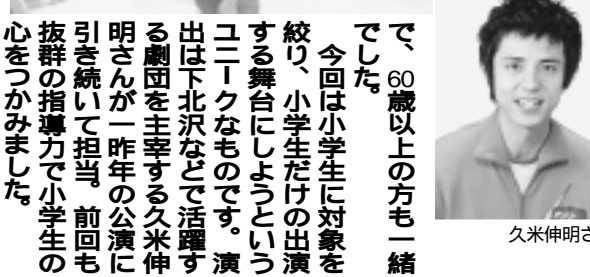 で、60歳以上の方も一緒
でした。
今回は小学生に対象を
絞り、小学生だけの出演
する舞台にしようという
ユニークなものです。演
出は下北沢などで活躍す
る劇団を主宰する久米伸
明さんが一昨年の公演に
引き続いて担当。前回も
抜群の指導力で小学生の
心をつかみました。
久米伸明さ